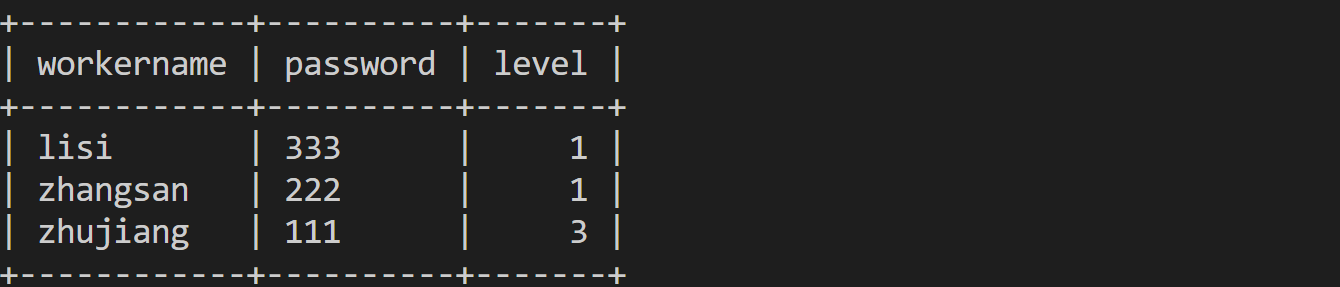 +------------+----------+-------+
| workername | password | level |
+------------+----------+-------+
| lisi       | 333      |     1 |
| zhangsan   | 222      |     1 |
| zhujiang   | 111      |     3 |
+------------+----------+-------+